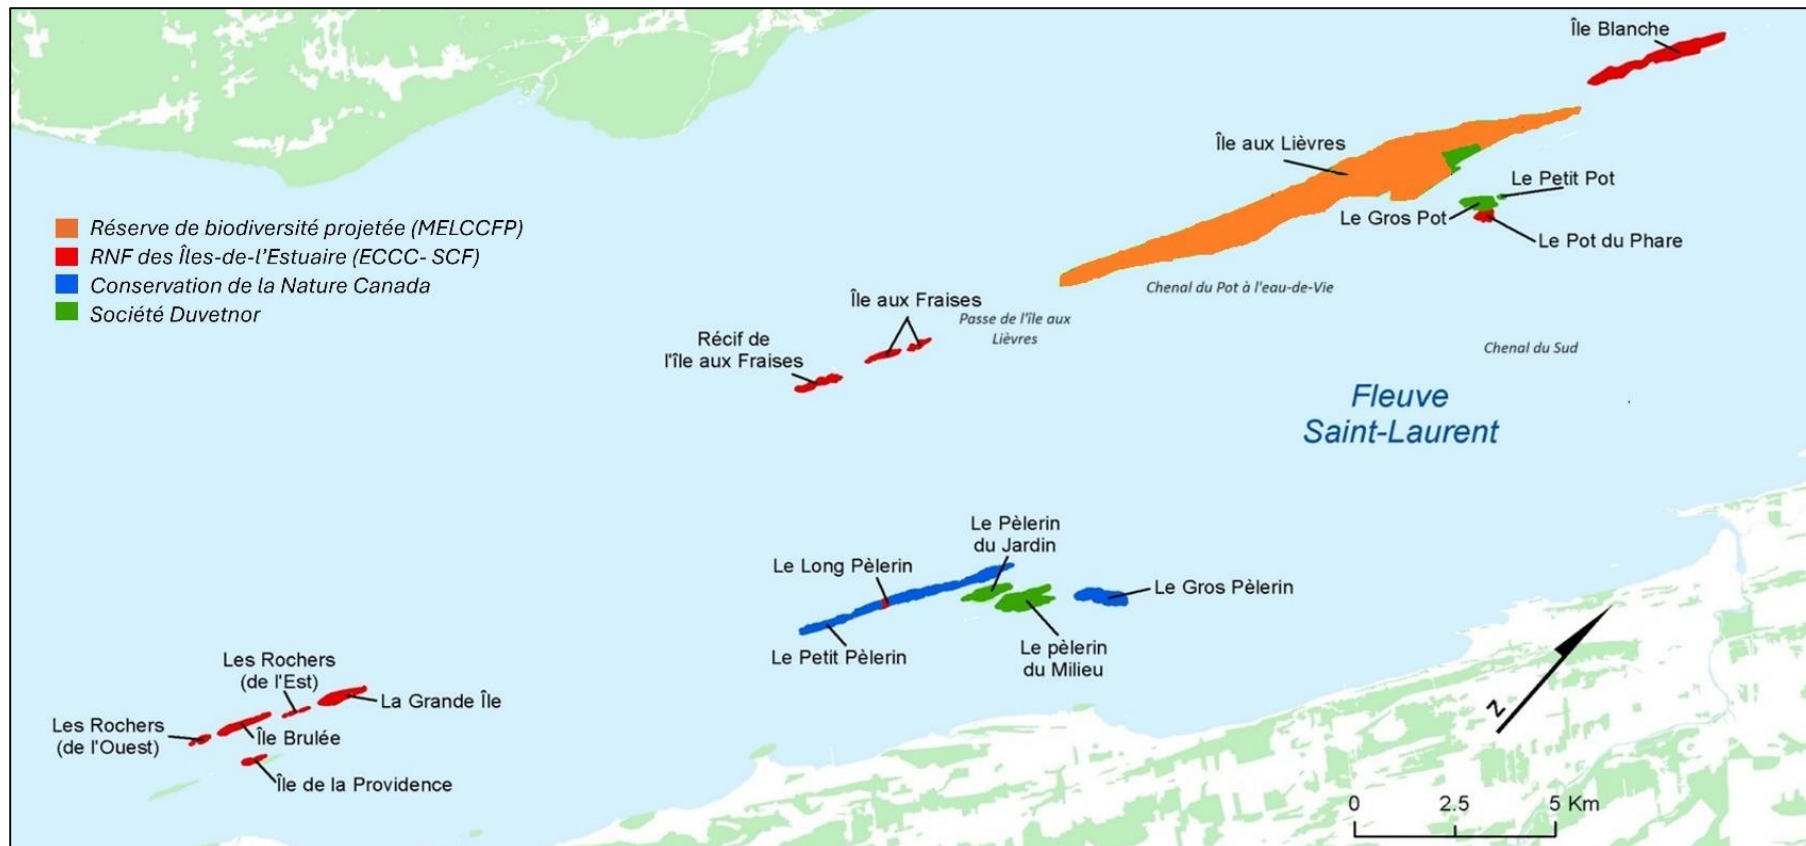 Île Blanche
Île aux Lièvres
Le Petit Pot
Le Gros Pot
Le Pot du Phare
Réserve de biodiversité projetée (MELCCFP)
RNF des Îles-de-l'Estuaire (ECCC- SCF)
Conservation de la Nature Canada
Société Duvetnor
Chenal du Pot à l'eau-de-Vie
Île aux Fraises
Passe de l'île aux
Lièvres
Récif de
l'île aux Fraises
Chenal du Sud
Fleuve
Saint-Laurent
Le Pèlerin
du Jardin
Le Long Pèlerin
Le Gros Pèlerin
Le Petit Pèlerin
Le pèlerin
du Milieu
Les Rochers
(de l'Est)
La Grande Île
Les Rochers
(de l'Ouest)
Île Brulée
Île de la Providence
N
0 2.5 5 Km